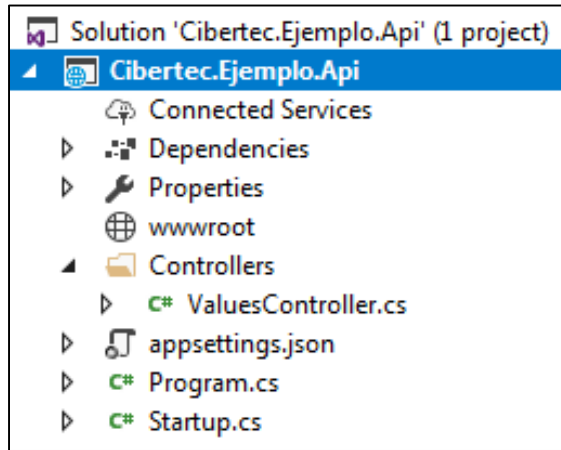 Solution 'Cibertec.Ejemplo.Api' (1 project)
Cibertec.Ejemplo.Api
Connected Services
Dependencies
Properties
wwwroot
Controllers
C# ValuesController.cs
appsettings.json
C# Program.cs
C# Startup.cs